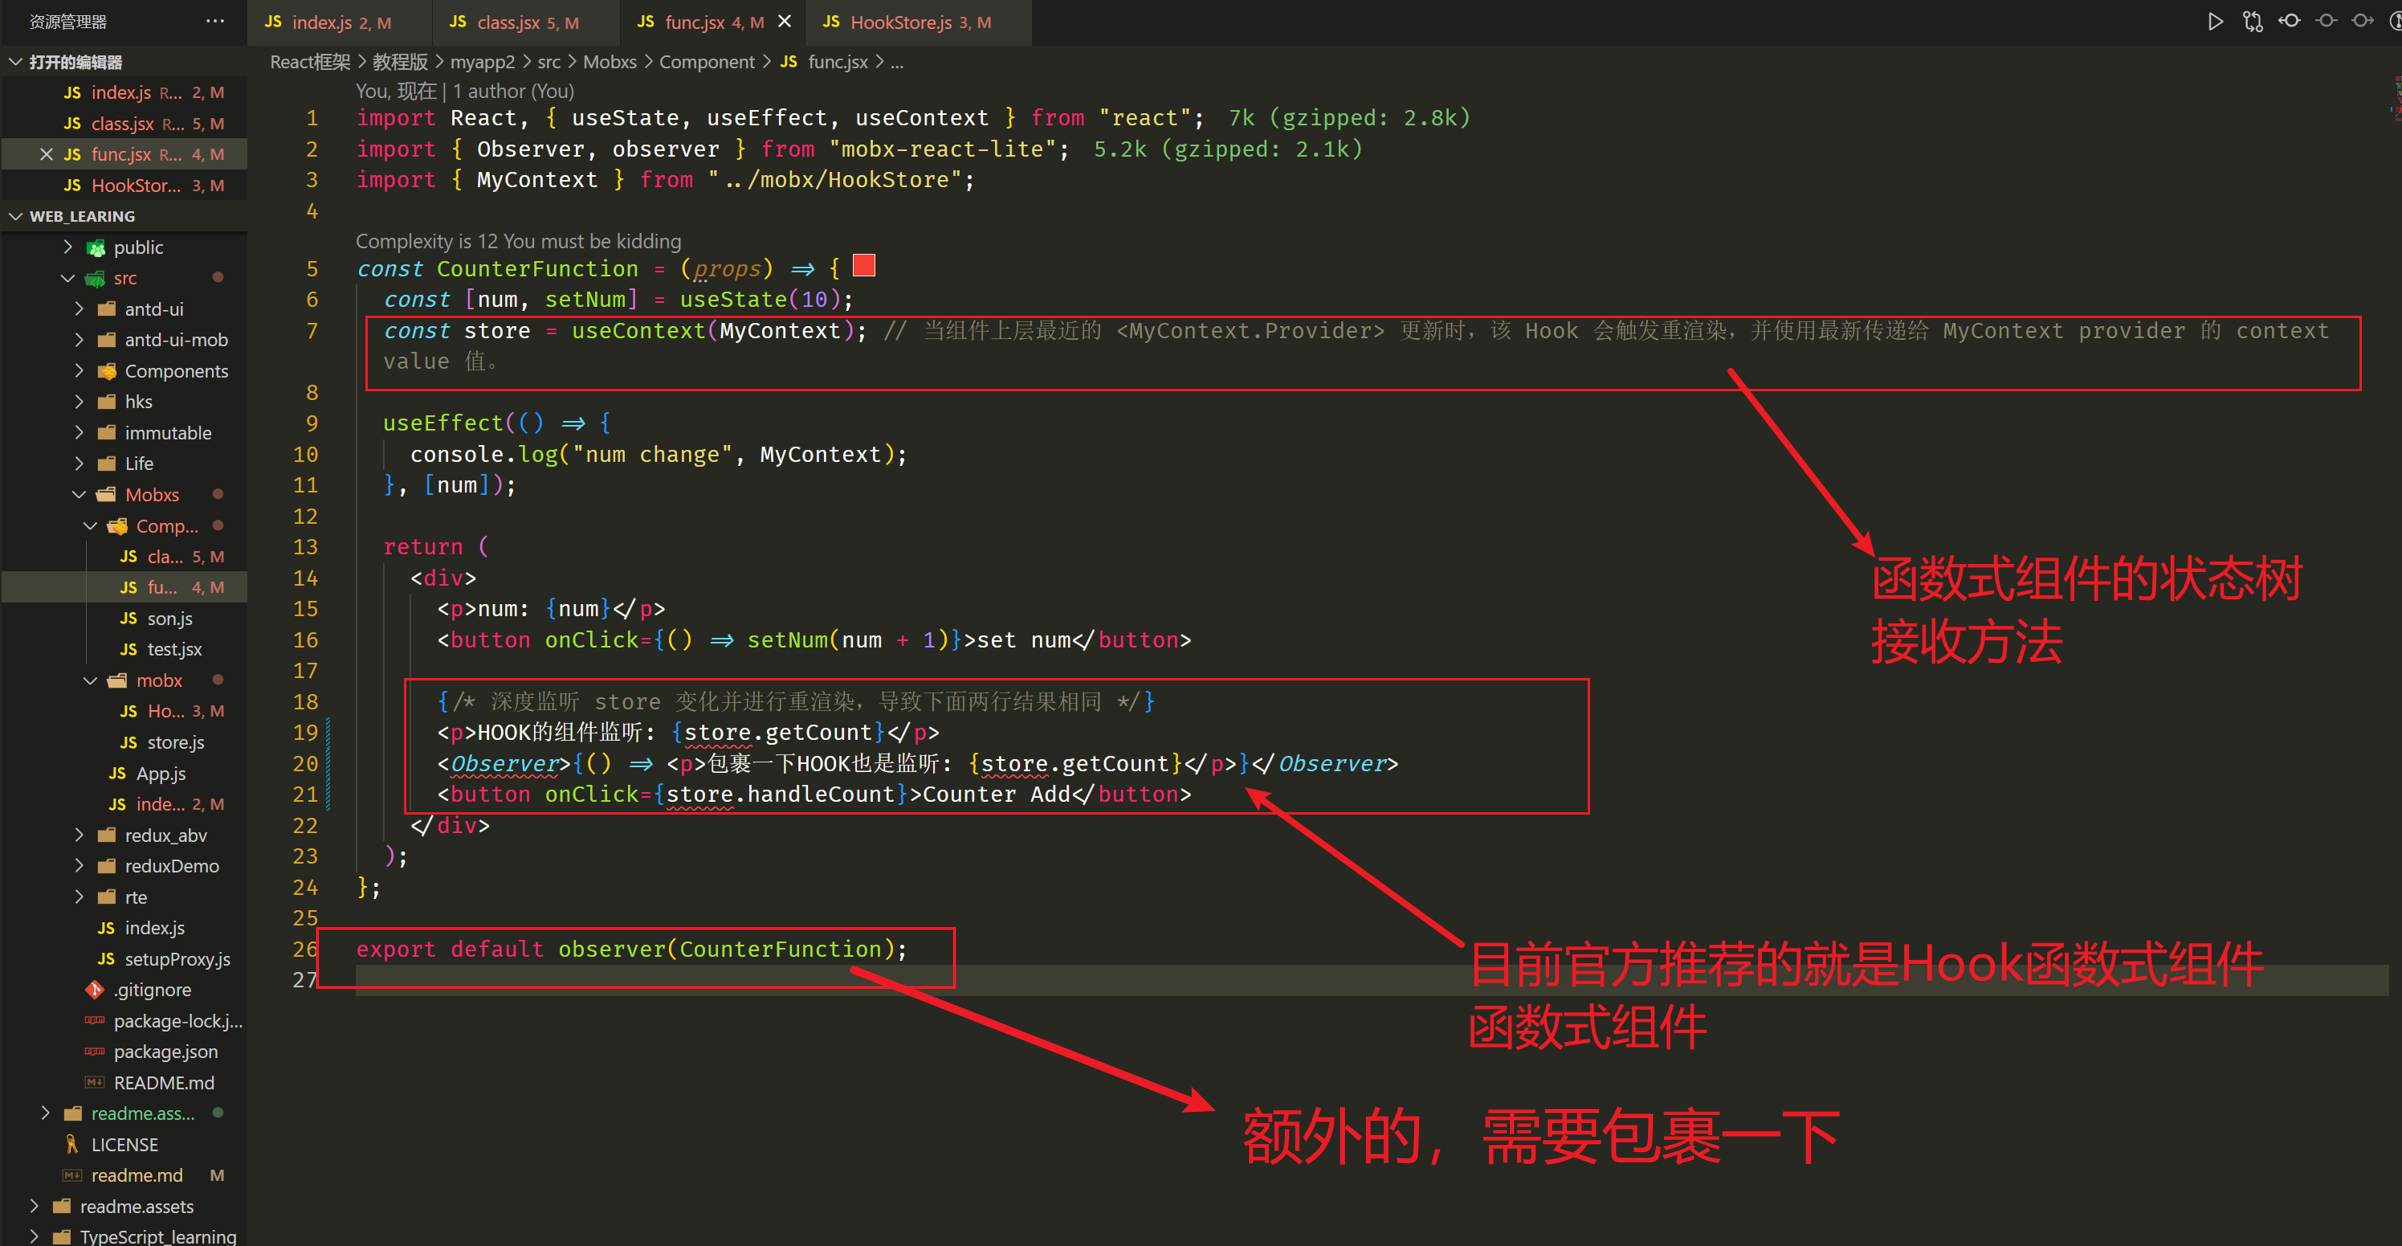 资源管理器 ···
JS index.js 2, M JS class.jsx 5, M JS func.jsx 4, M JS HookStore.js 3, M
打开的编辑器
JS index.js R... 2, M
JS class.jsx R... 5, M
JS func.jsx R... 4, M
JS HookStor... 3, M
WEB_LEARING
public
src
antd-ui
antd-ui-mob
Components
hks
immutable
Life
Mobxs
Comp...
JS cla... 5, M
JS fu... 4, M
JS son.js
JS test.jsx
mobx
JS Ho... 3, M
JS store.js
JS App.js
JS inde... 2, M
redux_abv
reduxDemo
rte
JS index.js
JS setupProxy.js
.gitignore
package-lock.j...
package.json
README.md
readme.ass...
LICENSE
readme.md M
readme.assets
TypeScript_learning
React框架 > 教程版 > myapp2 > src > Mobxs > Component > JS func.jsx > ...
You, 现在 | 1 author (You)
1 import React, { useState, useEffect, useContext } from "react"; 7k (gzipped: 2.8k)
2 import { Observer, observer } from "mobx-react-lite"; 5.2k (gzipped: 2.1k)
3 import { MyContext } from "../mobx/HookStore";
4
Complexity is 12 You must be kidding
5 const CounterFunction = (props) => {
6 const [num, setNum] = useState(10);
7 const store = useContext(MyContext); // 当组件上层最近的 <MyContext.Provider> 更新时，该 Hook 会触发重渲染，并使用最新传递给 MyContext provider 的 context
value 值。
8
9 useEffect(() => {
10 console.log("num change", MyContext);
11 }, [num]);
12
13 return (
14 <div>
15 <p>num: {num}</p>
16 <button onClick={() => setNum(num + 1)}>set num</button>
17
18 {/* 深度监听 store 变化并进行重渲染，导致下面两行结果相同 */}
19 <p>HOOK的组件监听: {store.getCount}</p>
20 <Observer>{() => <p>包裹一下HOOK也是监听: {store.getCount}</p>}</Observer>
21 <button onClick={store.handleCount}>Counter Add</button>
22 </div>
23 );
24 };
25
26 export default observer(CounterFunction);
27
函数式组件的状态树
接收方法
目前官方推荐的就是Hook函数式组件
函数式组件
额外的，需要包裹一下